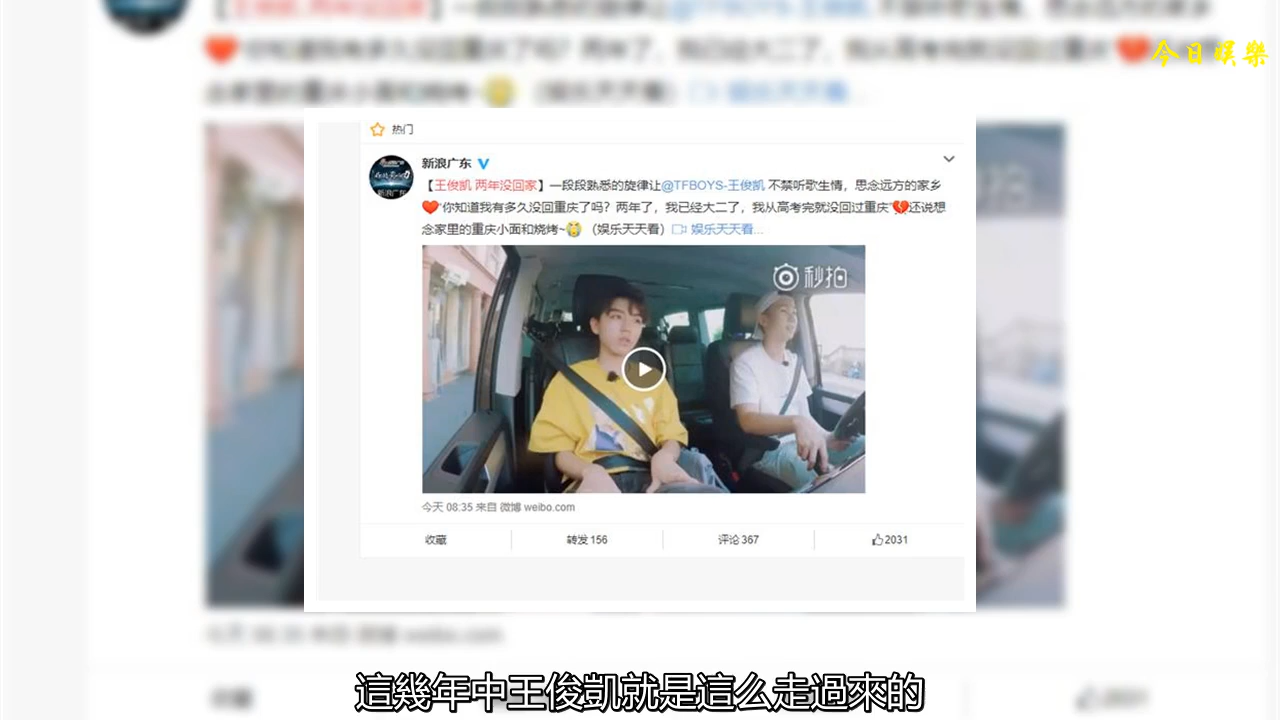 今日娱樂
热门
新浪广东
【王俊凯 两年没回家】一段段熟悉的旋律让@TFBOYS-王俊凯 不禁听歌生情，思念远方的家乡
❤️“你知道我有多久没回重庆了吗？两年了，我已经大二了，我从高考完就没回过重庆”💔还说想
念家里的重庆小面和烧烤~😭（娱乐天天看）娱乐天天看...
秒拍
今天 08:35 来自 微博 weibo.com
收藏
转发 156
评论 367
2031
這幾年中王俊凱就是這么走過來的